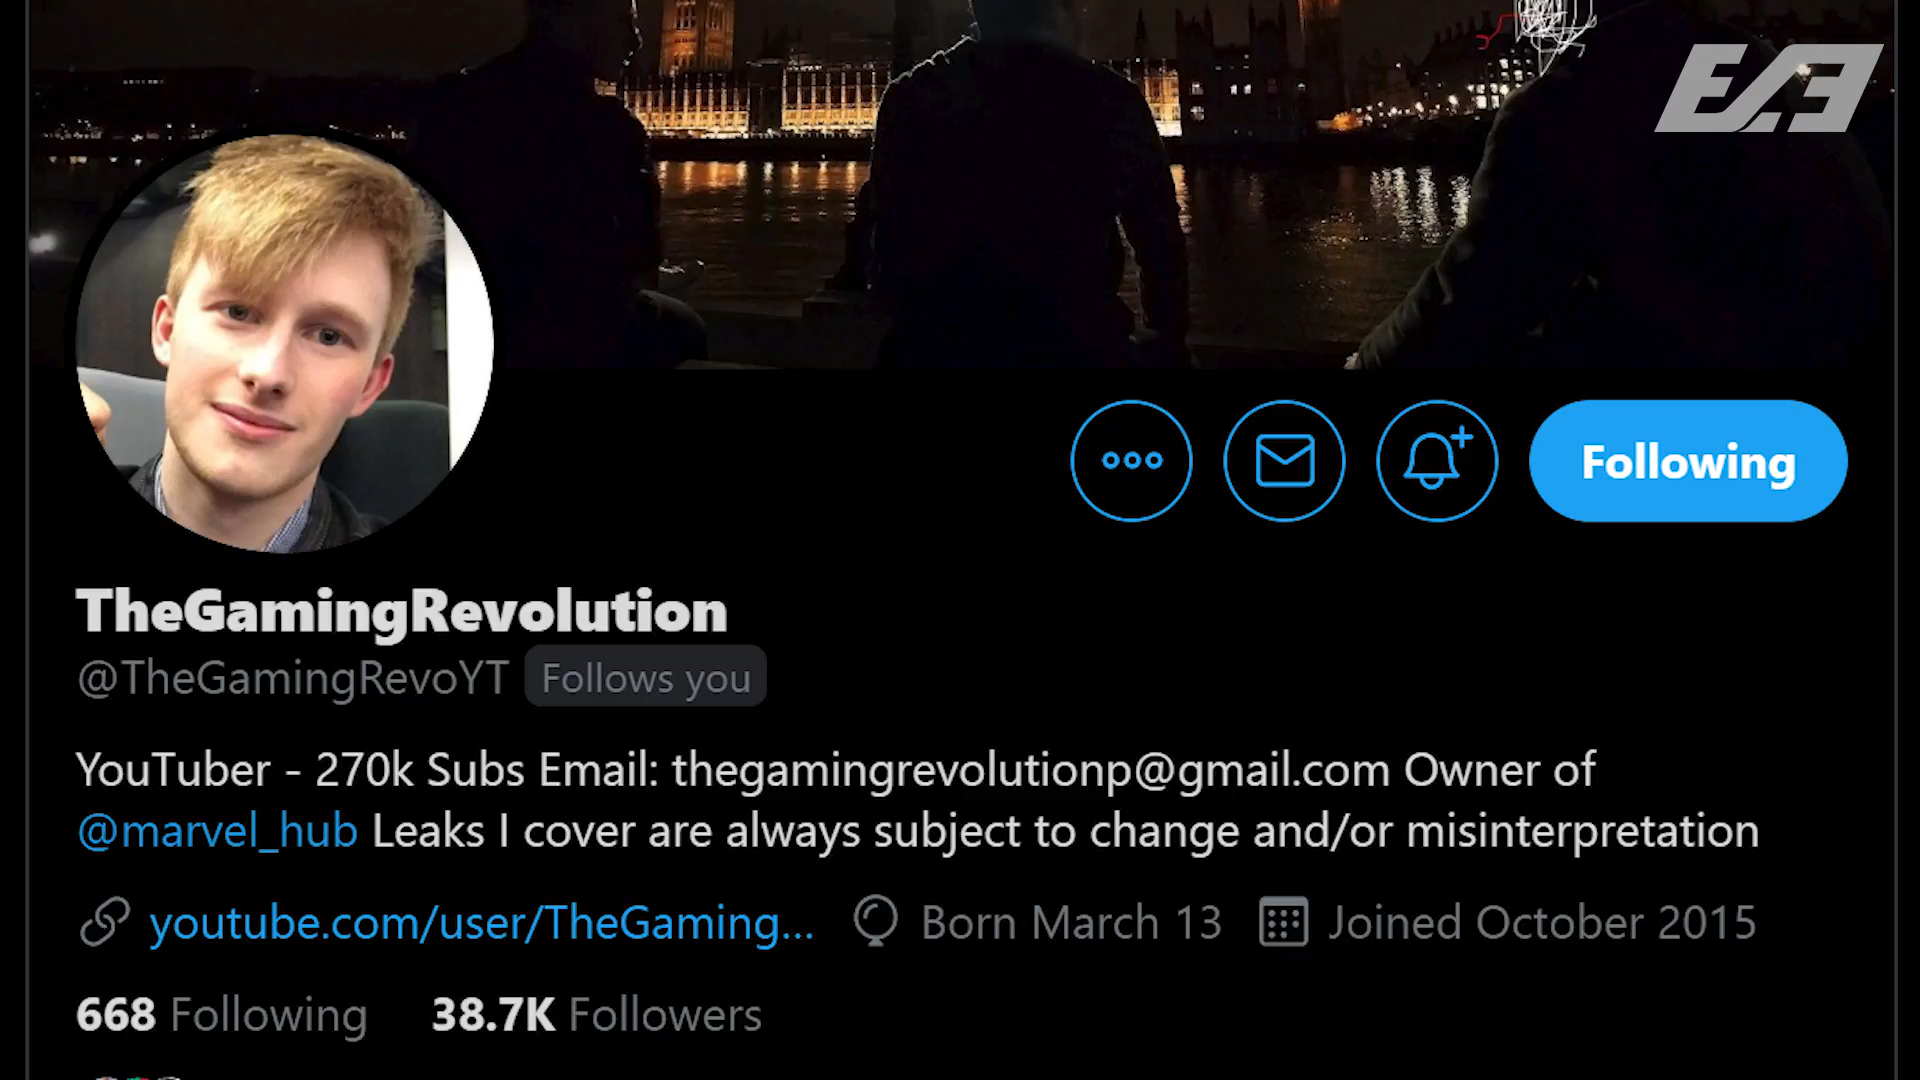 Following
TheGamingRevolution
@TheGamingRevoYT Follows you
YouTuber - 270k Subs Email: thegamingrevolutionp@gmail.com Owner of
@marvel_hub Leaks I cover are always subject to change and/or misinterpretation
youtube.com/user/TheGaming... Born March 13 Joined October 2015
668 Following 38.7K Followers